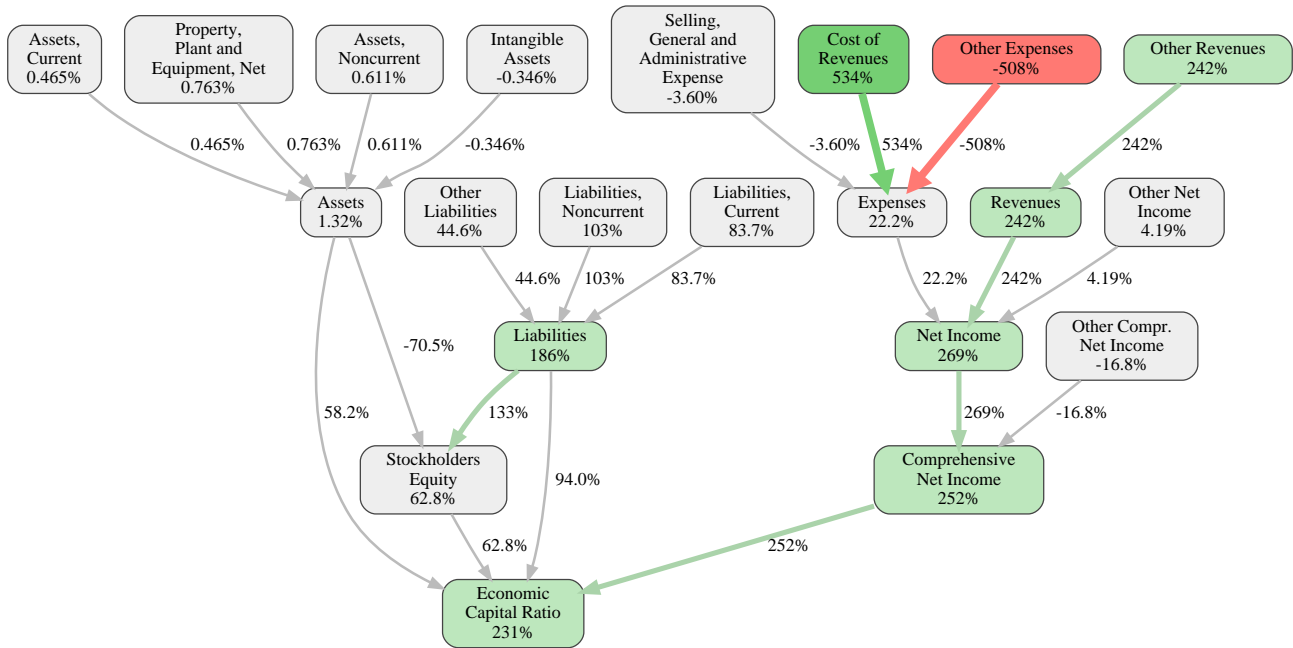 Assets,
Current
0.465%
Property,
Plant and
Equipment, Net
0.763%
Assets,
Noncurrent
0.611%
Intangible
Assets
-0.346%
Selling,
General and
Administrative
Expense
-3.60%
Cost of
Revenues
534%
Other Expenses
-508%
Other Revenues
242%
0.465%
0.763%
0.611%
-0.346%
-3.60%
534%
-508%
242%
Assets
1.32%
Other
Liabilities
44.6%
Liabilities,
Noncurrent
103%
Liabilities,
Current
83.7%
Expenses
22.2%
Revenues
242%
Other Net
Income
4.19%
44.6%
103%
83.7%
22.2%
242%
4.19%
Liabilities
186%
Net Income
269%
Other Compr.
Net Income
-16.8%
-70.5%
58.2%
133%
269%
-16.8%
Stockholders
Equity
62.8%
94.0%
Comprehensive
Net Income
252%
62.8%
252%
Economic
Capital Ratio
231%